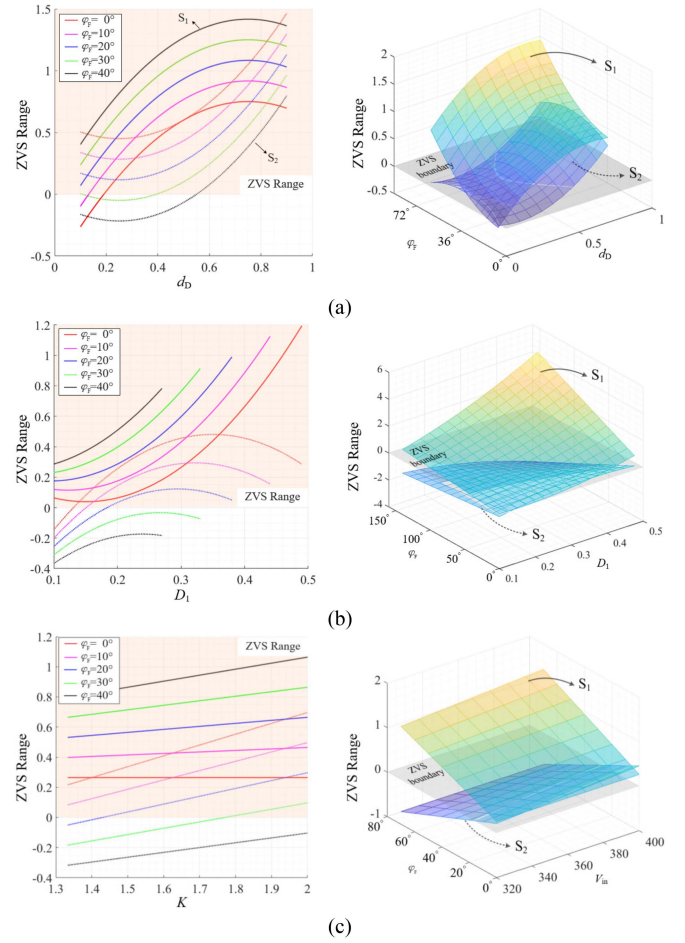 ZVS Range
1.5
1
0.5
0
-0.5
φF= 0°
φF=10°
φF=20°
φF=30°
φF=40°
S1
S2
ZVS Range
0 0.2 0.4 0.6 0.8 1
dD
ZVS Range
2
1.5
1
0.5
0
-0.5
S1
S2
ZVS boundary
72°
36°
0°
φF
0 0.5 1
dD
(a)
ZVS Range
1.2
1
0.8
0.6
0.4
0.2
0
-0.2
-0.4
φF= 0°
φF=10°
φF=20°
φF=30°
φF=40°
ZVS Range
0.1 0.2 0.3 0.4 0.5
D1
ZVS Range
6
4
2
0
-2
-4
S1
S2
ZVS boundary
150°
100°
50°
0°
φF
0.1 0.2 0.3 0.4 0.5
D1
(b)
ZVS Range
1.2
1
0.8
0.6
0.4
0.2
0
-0.2
-0.4
φF= 0°
φF=10°
φF=20°
φF=30°
φF=40°
ZVS Range
1.3 1.4 1.5 1.6 1.7 1.8 1.9 2
K
ZVS Range
2
1
0
-1
S1
S2
ZVS boundary
80°
60°
40°
20°
0°
φF
320 340 360 380 400
Vin
(c)